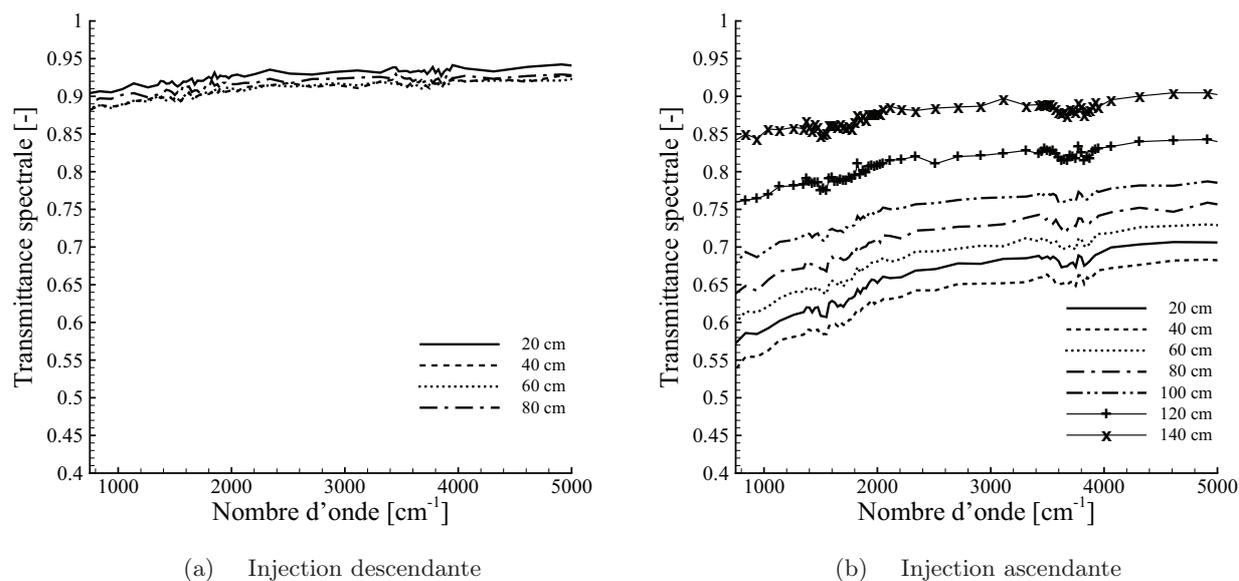 Transmittance spectrale [-]
1
0.95
0.9
0.85
0.8
0.75
0.7
0.65
0.6
0.55
0.5
0.45
0.4
1000 2000 3000 4000 5000
Nombre d’onde [cm-1]
20 cm
40 cm
60 cm
80 cm
(a) Injection descendante
Transmittance spectrale [-]
1
0.95
0.9
0.85
0.8
0.75
0.7
0.65
0.6
0.55
0.5
0.45
0.4
1000 2000 3000 4000 5000
Nombre d’onde [cm-1]
20 cm
40 cm
60 cm
80 cm
100 cm
120 cm
140 cm
(b) Injection ascendante